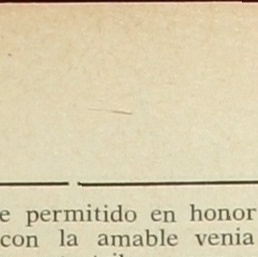 e permitido en honor
con la amable venia